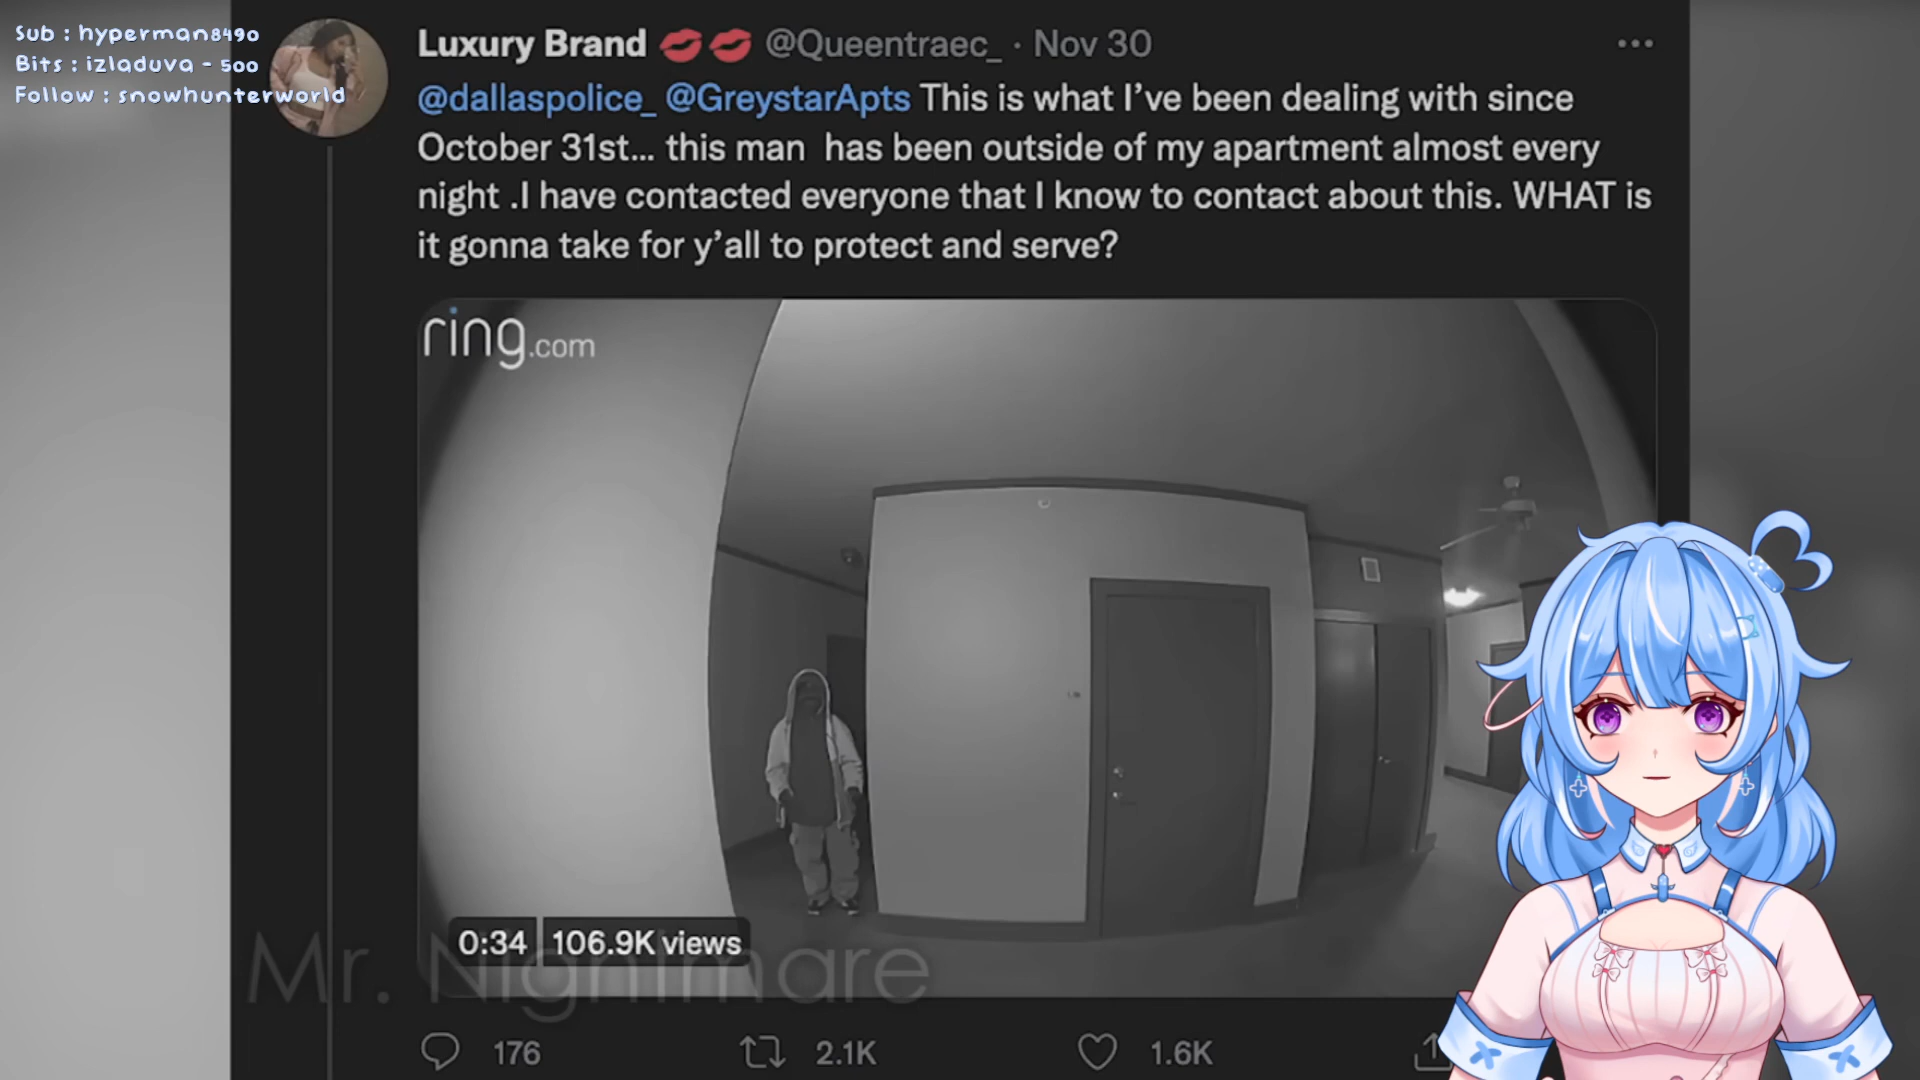 Sub : hyperman8490
Bits : izladuva - 500
Follow : snowhunterworld
Luxury Brand 💋💋 @Queentraec_ · Nov 30
@dallaspolice_ @GreystarApts This is what I’ve been dealing with since
October 31st... this man  has been outside of my apartment almost every
night .I have contacted everyone that I know to contact about this. WHAT is
it gonna take for y’all to protect and serve?
ring.com
0:34 106.9K views
Mr. Nightmare
176 2.1K 1.6K